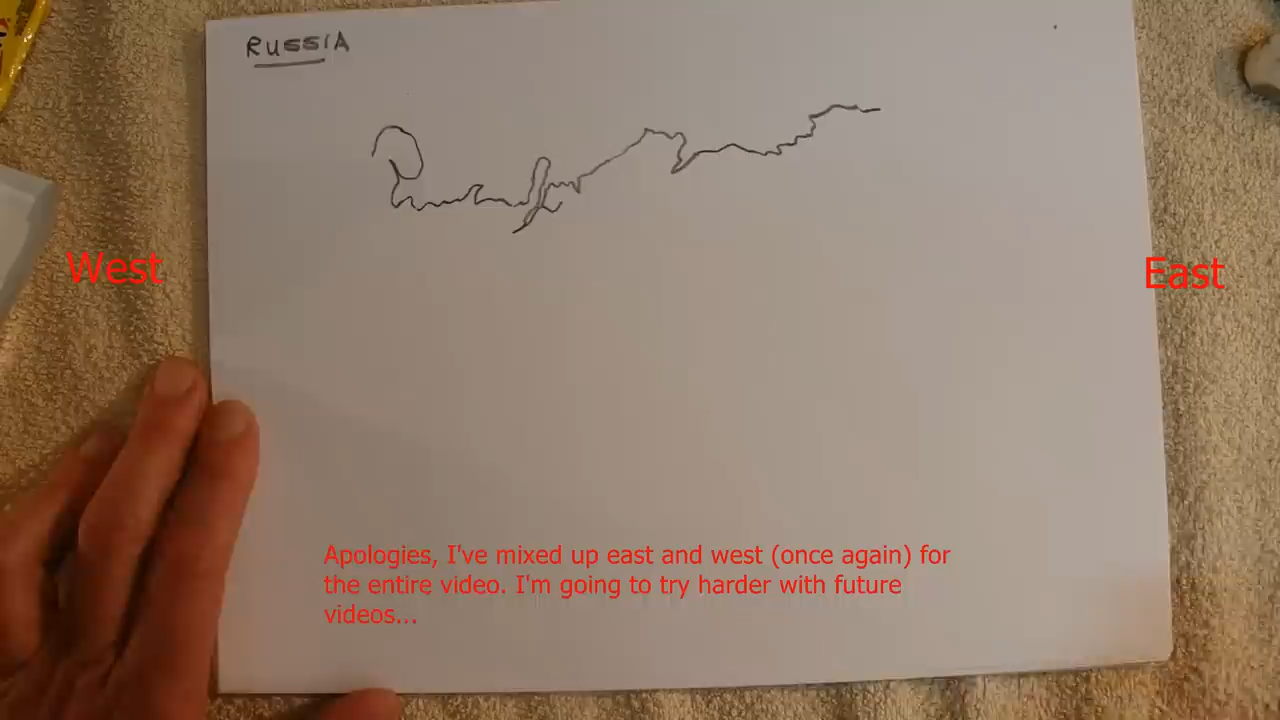 RUSSIA
West
East
Apologies, I've mixed up east and west (once again) for
the entire video. I'm going to try harder with future
videos...